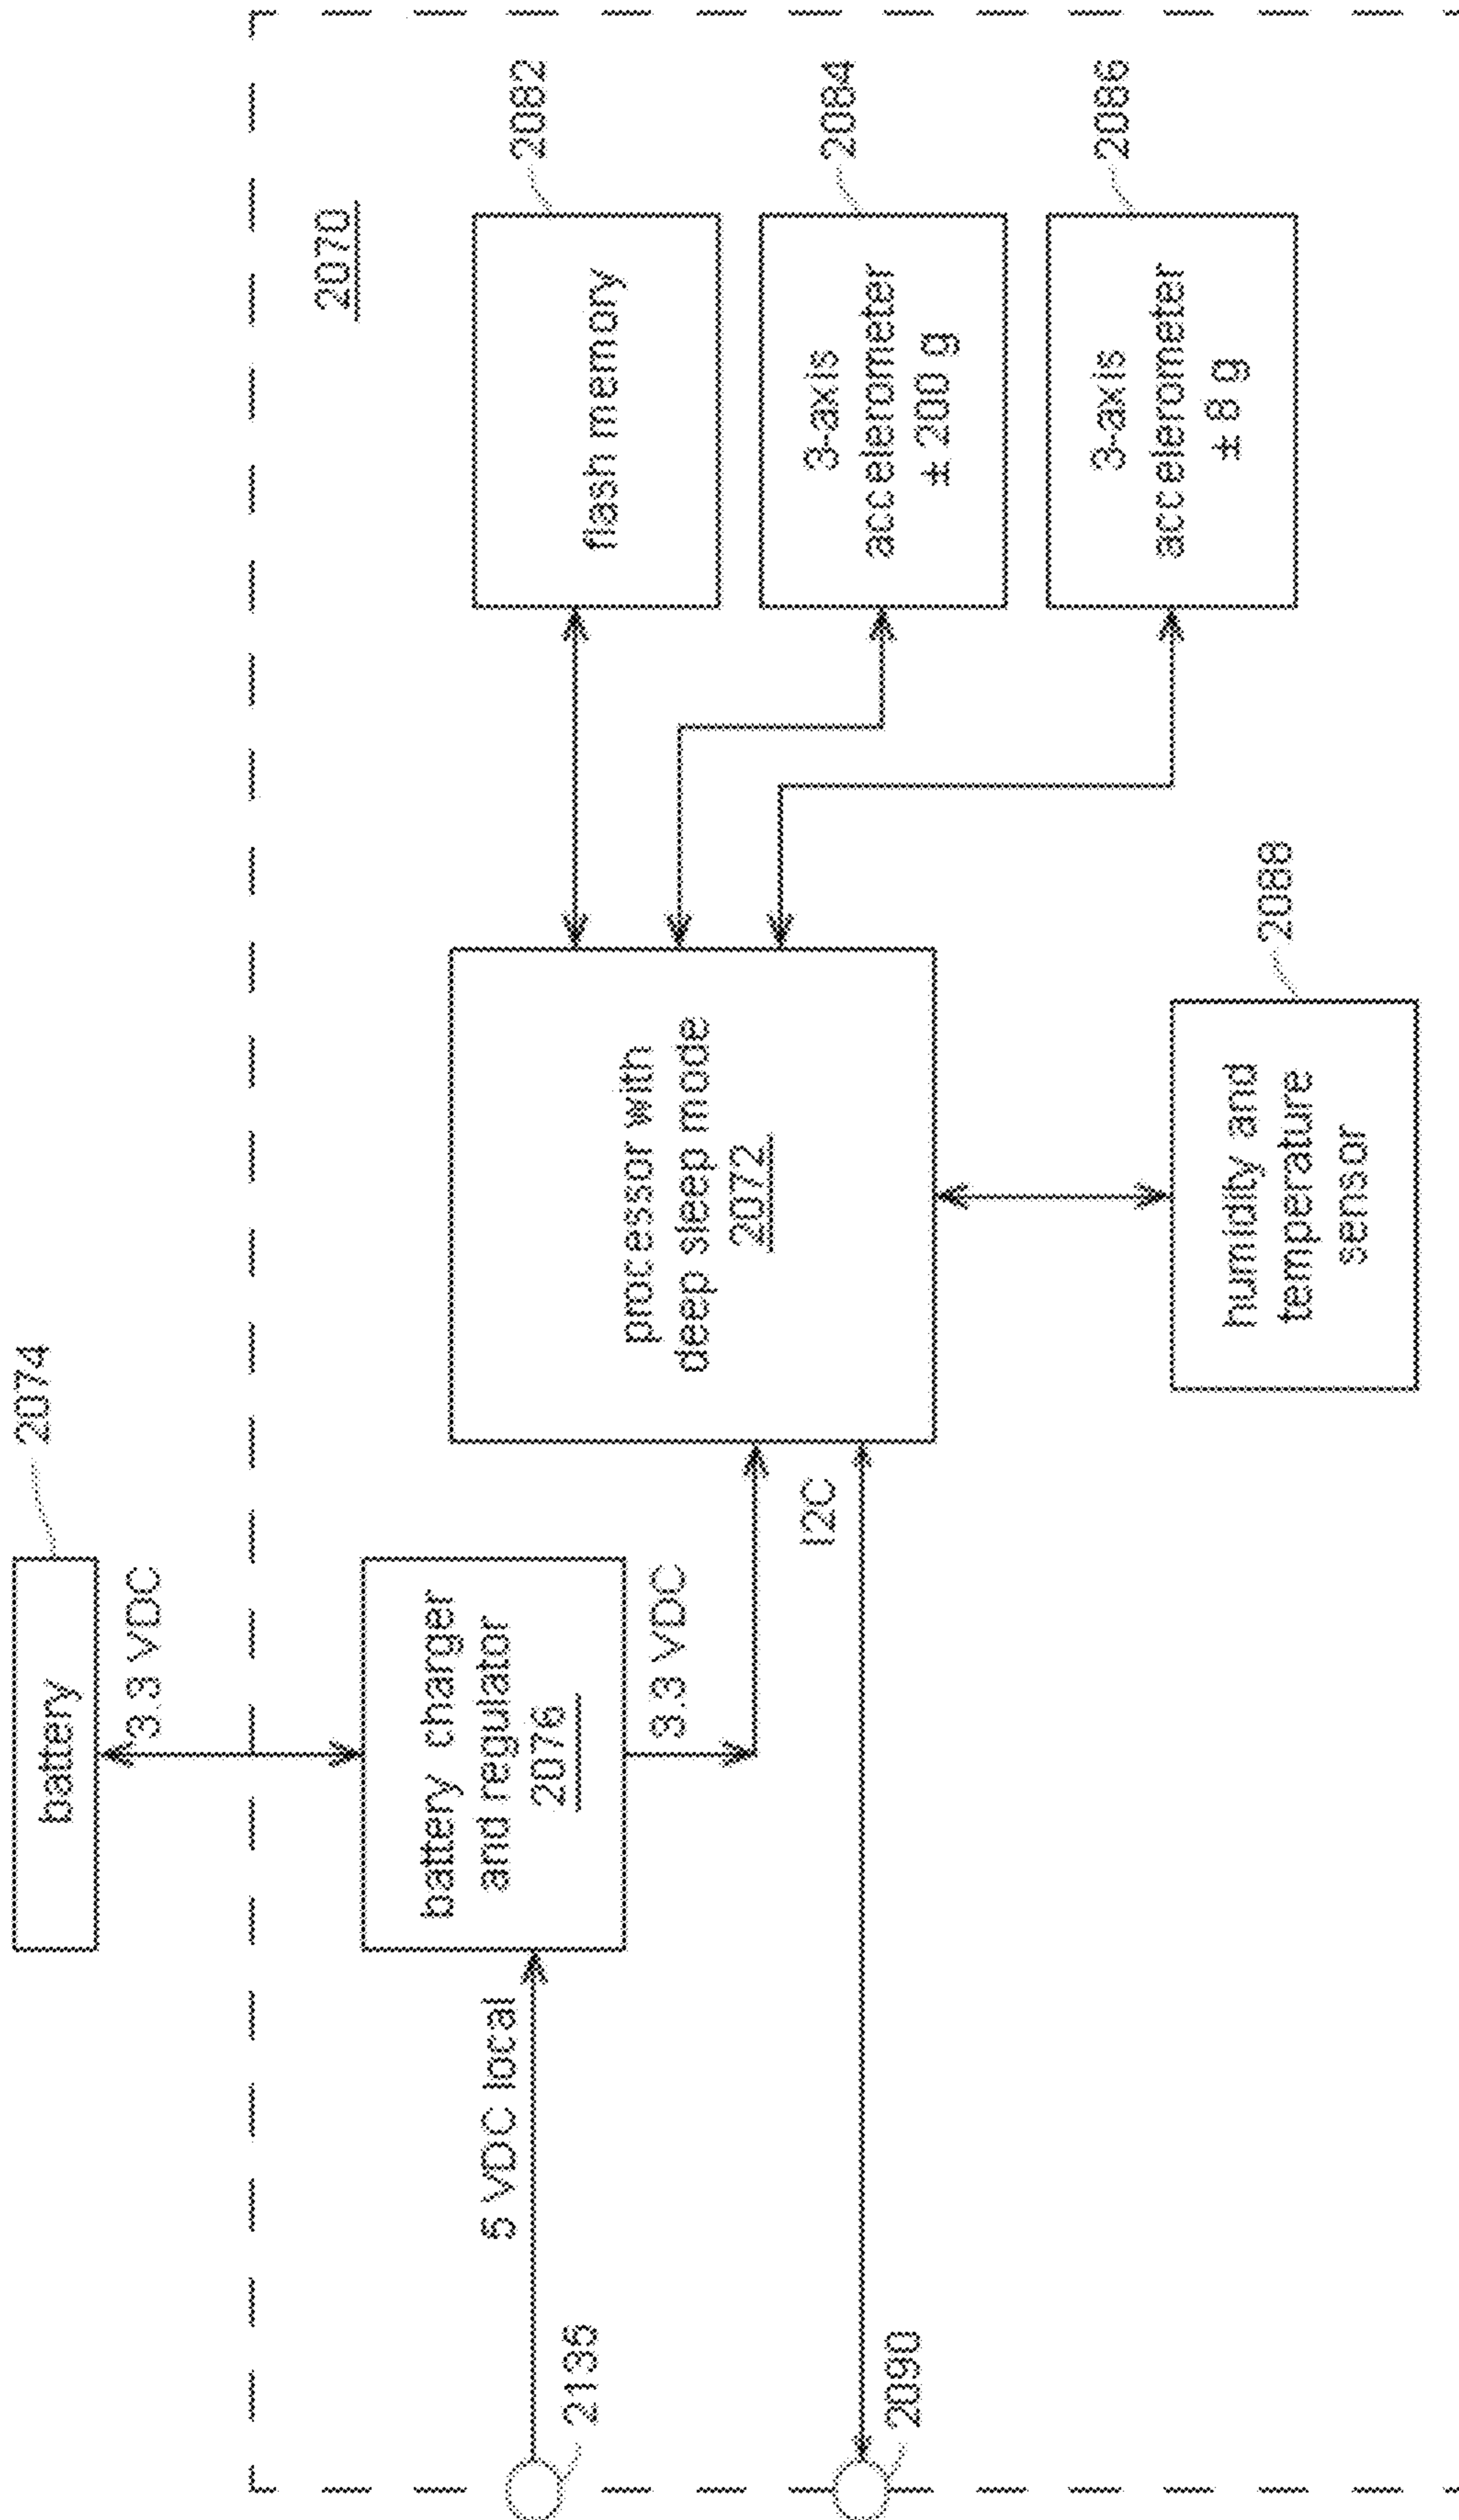 2074
battery
3.3 VDC
2070
battery charger
and regulator
2076
3.3 VDC
5 VDC local
2135
I2C
2090
processor with
deep sleep mode
2072
flash memory
2082
3-axis
accelerometer
± 200 g
2084
3-axis
accelerometer
± 8 g
2086
humidity and
temperature
sensor
2088